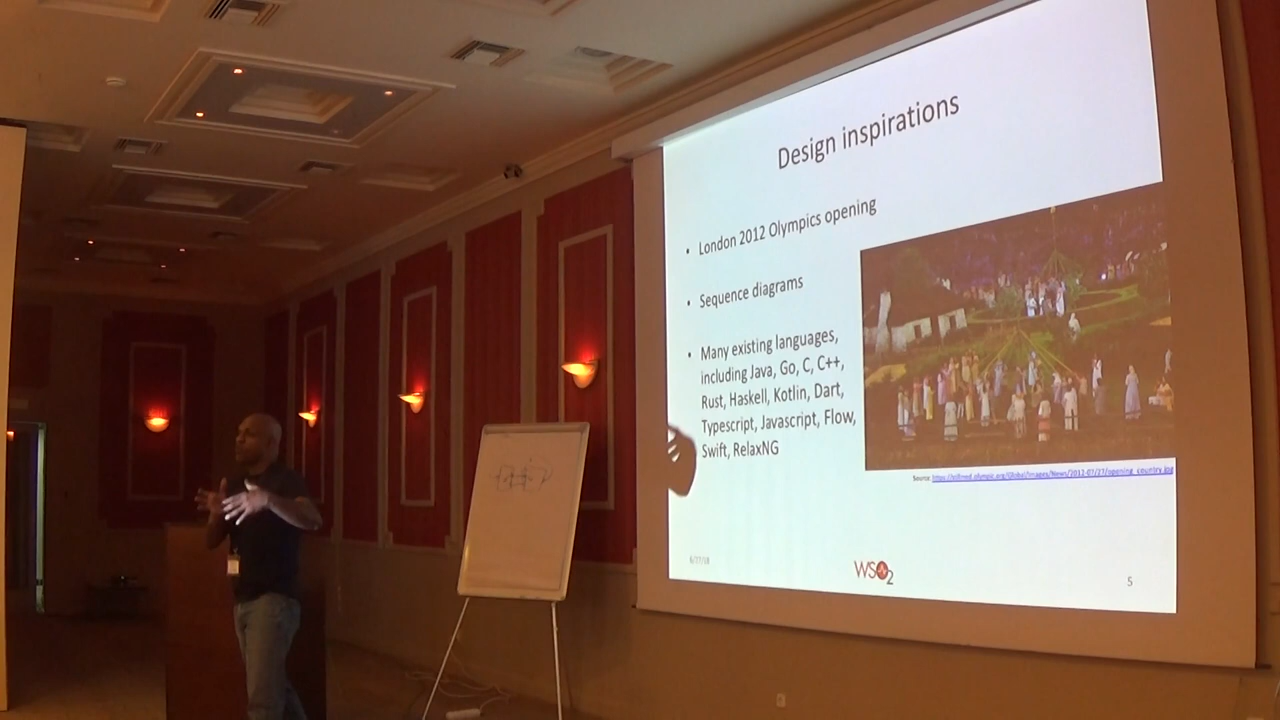 Design inspirations
• London 2012 Olympics opening
• Sequence diagrams
• Many existing languages,
including Java, Go, C, C++,
Rust, Haskell, Kotlin, Dart,
Typescript, Javascript, Flow,
Swift, RelaxNG
Source:
WSO2
5